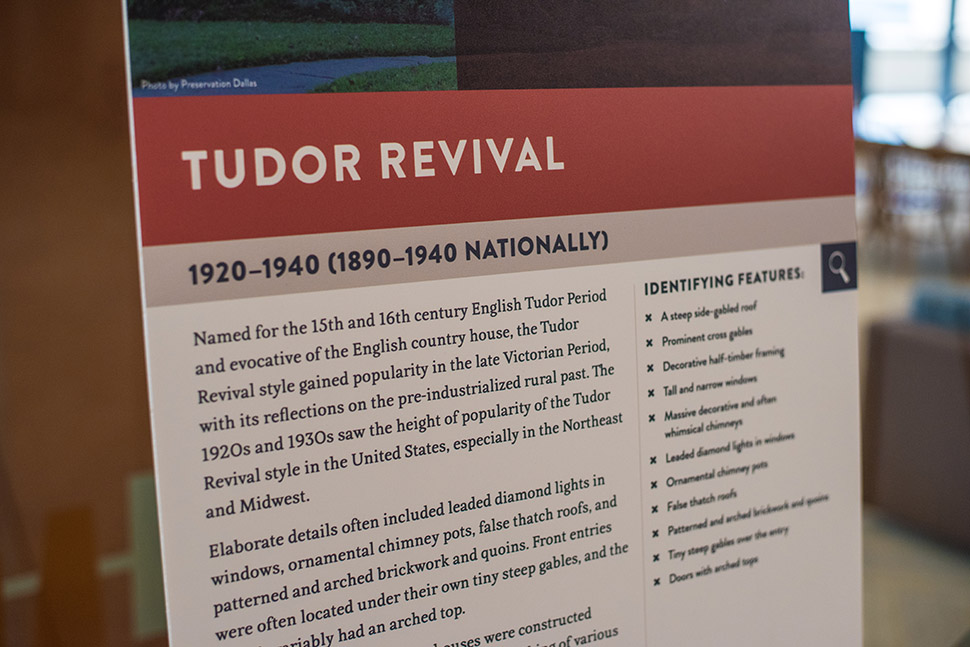 Photo by Preservation Dallas
TUDOR REVIVAL
1920–1940 (1890–1940 NATIONALLY)
Named for the 15th and 16th century English Tudor Period
and evocative of the English country house, the Tudor
Revival style gained popularity in the late Victorian Period,
with its reflections on the pre-industrialized rural past. The
1920s and 1930s saw the height of popularity of the Tudor
Revival style in the United States, especially in the Northeast
and Midwest.
Elaborate details often included leaded diamond lights in
windows, ornamental chimney pots, false thatch roofs, and
patterned and arched brickwork and quoins. Front entries
were often located under their own tiny steep gables, and the
had an arched top.
were constructed
of various
IDENTIFYING FEATURES:
× A steep side-gabled roof
× Prominent cross gables
× Decorative half-timber framing
× Tall and narrow windows
× Massive decorative and often
whimsical chimneys
× Leaded diamond lights in windows
× Ornamental chimney pots
× False thatch roofs
× Patterned and arched brickwork and quoins
× Tiny steep gables over the entry
× Doors with arched tops